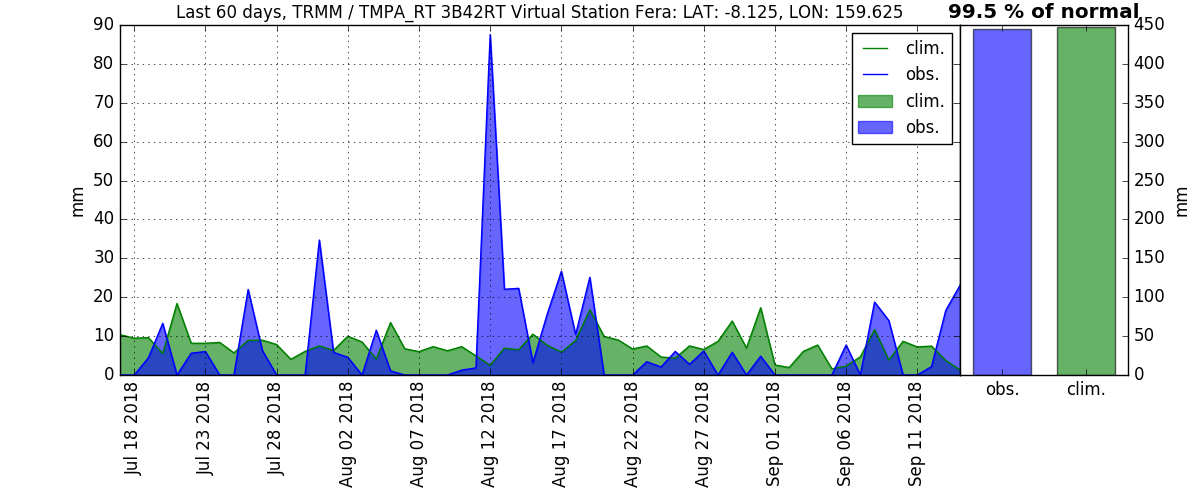 Last 60 days, TRMM / TMPA_RT 3B42RT Virtual Station Fera: LAT: -8.125, LON: 159.625
99.5 % of normal
90
80
70
60
50
40
30
20
10
0
mm
clim.
obs.
clim.
obs.
Jul 18 2018
Jul 23 2018
Jul 28 2018
Aug 02 2018
Aug 07 2018
Aug 12 2018
Aug 17 2018
Aug 22 2018
Aug 27 2018
Sep 01 2018
Sep 06 2018
Sep 11 2018
450
400
350
300
250
200
150
100
50
0
mm
obs.
clim.